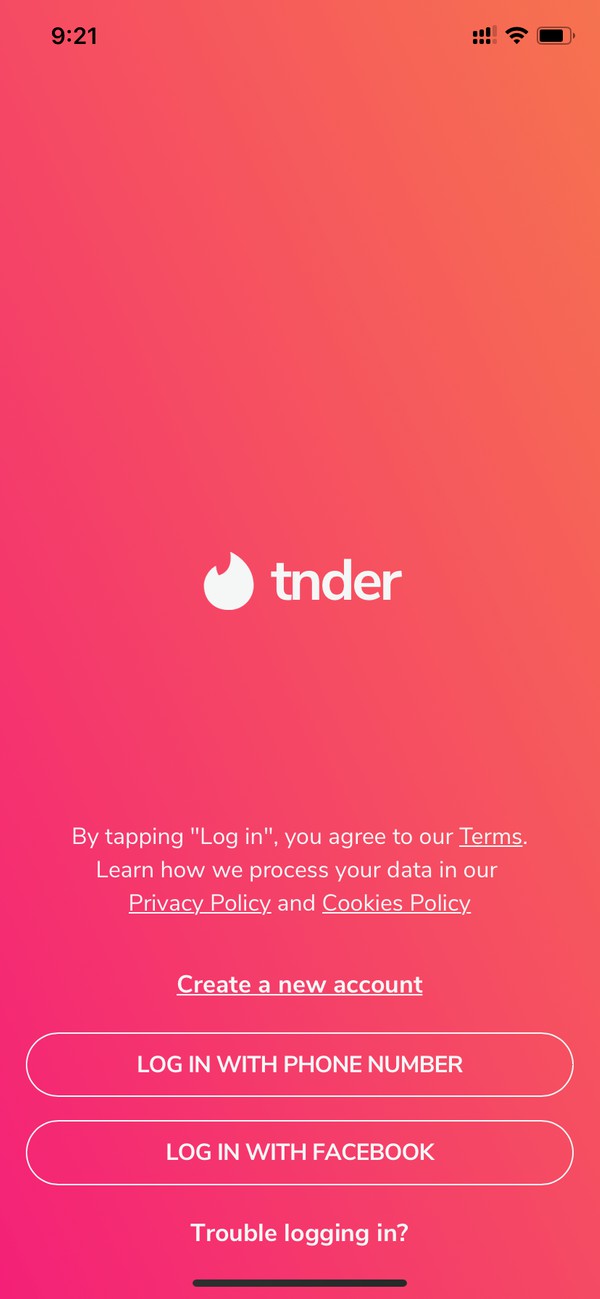 9:21
tnder
By tapping "Log in", you agree to our Terms.
Learn how we process your data in our
Privacy Policy and Cookies Policy
Create a new account
LOG IN WITH PHONE NUMBER
LOG IN WITH FACEBOOK
Trouble logging in?